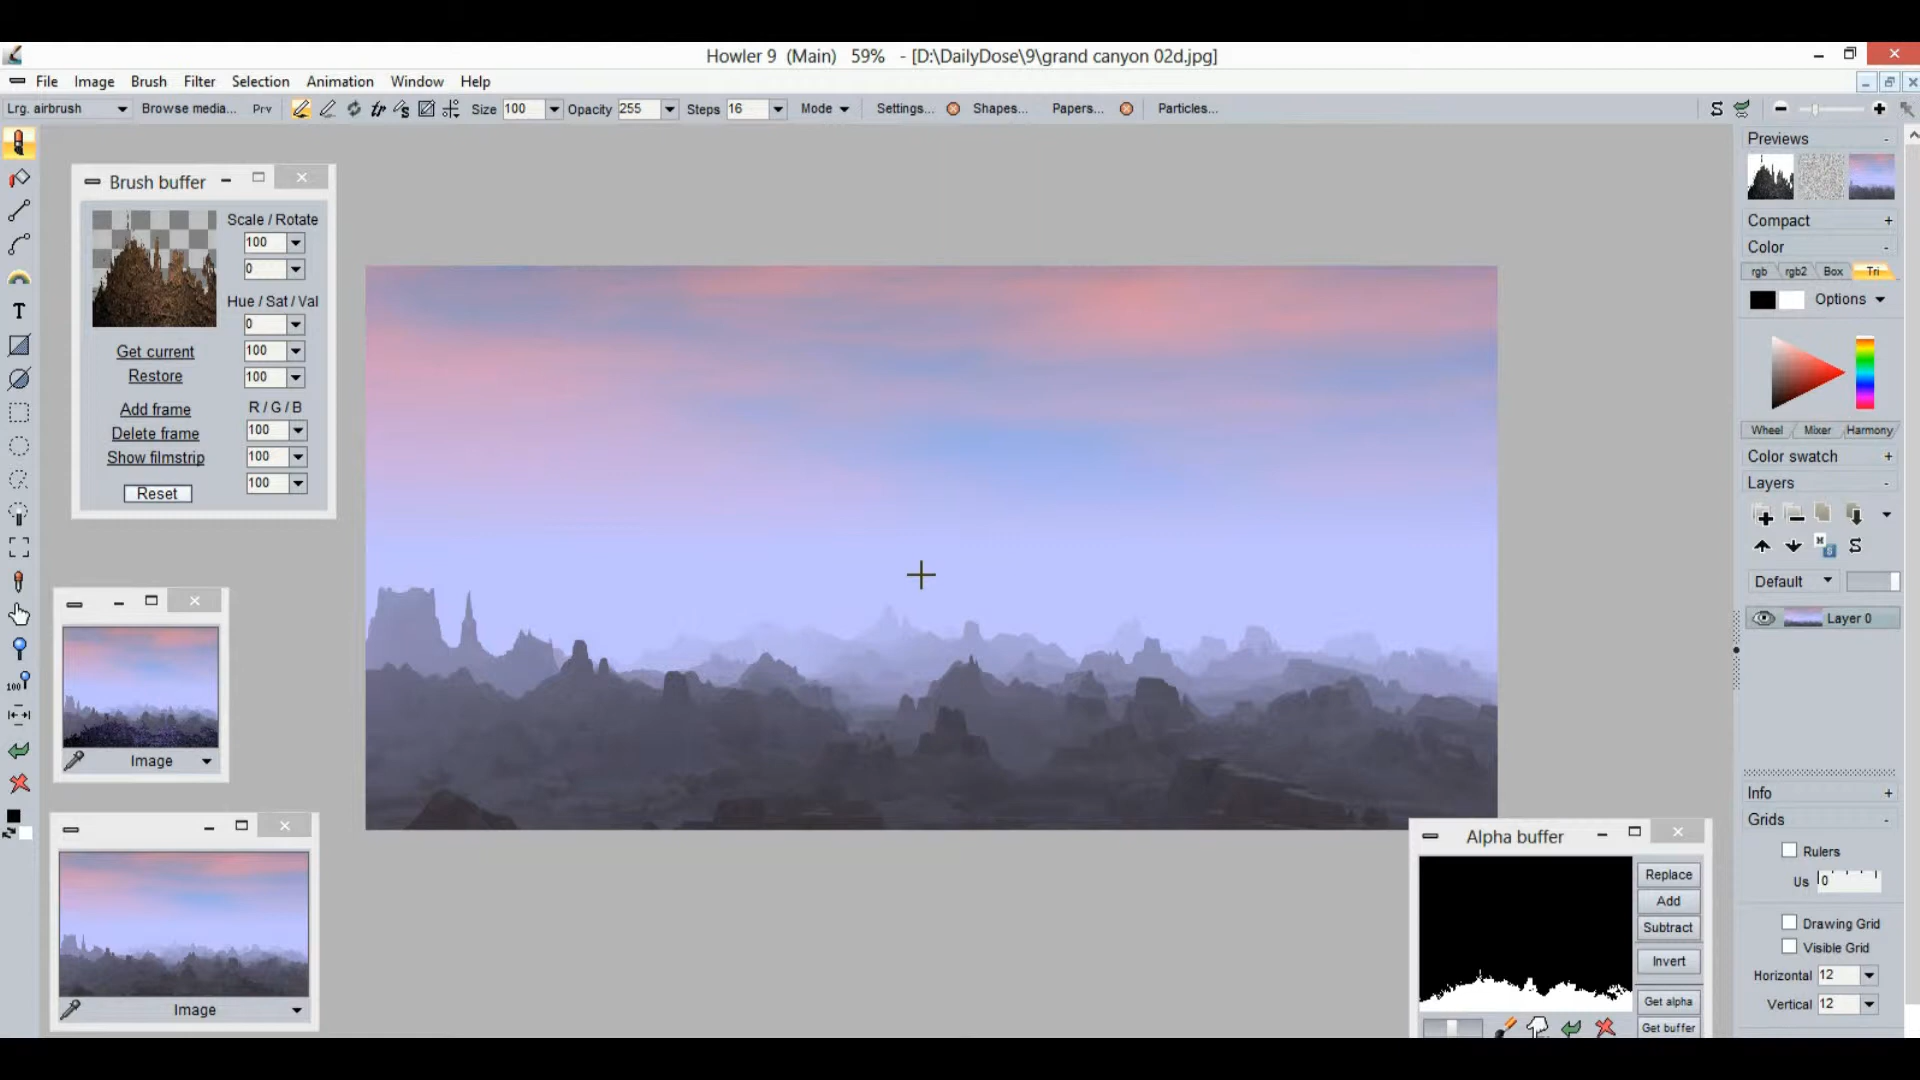 Howler 9 (Main) 59% - [D:\DailyDose\9\grand canyon 02d.jpg]
File Image Brush Filter Selection Animation Window Help
Lrg. airbrush Browse media... Prv Size 100 Opacity 255 Steps 16 Mode Settings... Shapes... Papers... Particles...
Brush buffer
Scale / Rotate
100
0
Hue / Sat / Val
0
Get current 100
Restore 100
Add frame R / G / B
Delete frame 100
Show filmstrip 100
Reset 100
T
100
Image
Image
Previews -
Compact +
Color -
rgb rgb2 Box Tri
Options
Wheel Mixer Harmony
Color swatch +
Layers -
Default
Layer 0
Info +
Grids -
Rulers
Us 0
Drawing Grid
Visible Grid
Horizontal 12
Vertical 12
Alpha buffer
Replace
Add
Subtract
Invert
Get alpha
Get buffer